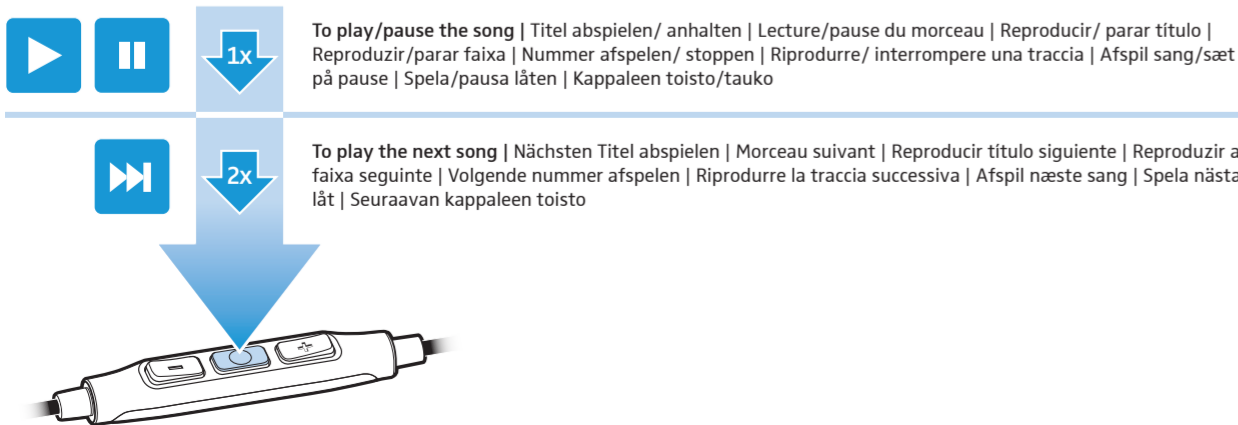 1x
To play/pause the song | Titel abspielen/ anhalten | Lecture/pause du morceau | Reproducir/ parar título |
Reproduzir/parar faixa | Nummer afspelen/ stoppen | Riprodurre/ interrompere una traccia | Afspil sang/sæt
på pause | Spela/pausa låten | Kappaleen toisto/tauko
2x
To play the next song | Nächsten Titel abspielen | Morceau suivant | Reproducir título siguiente | Reproduzir a
faixa seguinte | Volgende nummer afspelen | Riprodurre la traccia successiva | Afspil næste sang | Spela nästa
låt | Seuraavan kappaleen toisto
- +